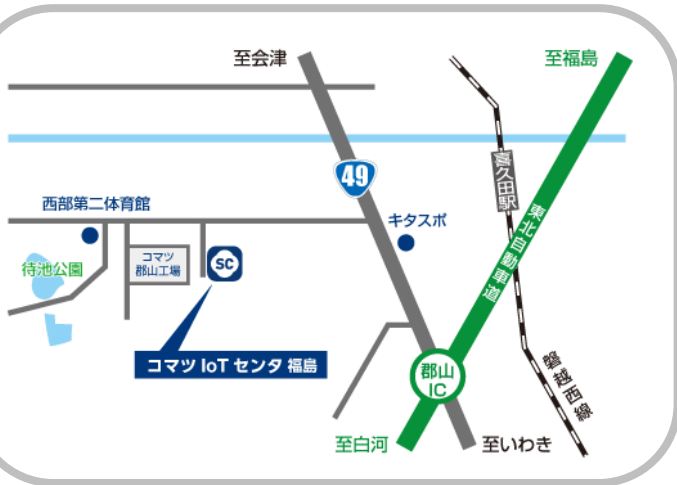 至会津
至福島
49
喜久田駅
西部第二体育館
キタスポ
東北自動車道
コマツ
郡山工場
SC
待池公園
コマツ IoT センタ 福島
郡山
IC
磐越西線
至白河
至いわき